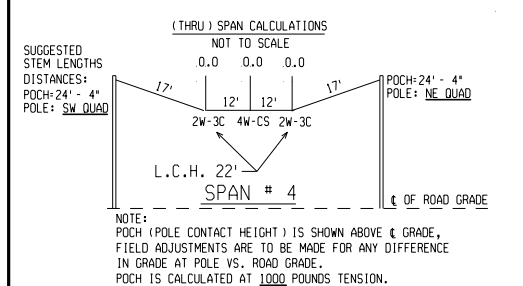 (THRU) SPAN CALCULATIONS
NOT TO SCALE
SUGGESTED
STEM LENGTHS
DISTANCES:
POCH=24' - 4"
POLE: SW QUAD
0.0 0.0 0.0
17'
17'
12' 12'
2W-3C 4W-CS 2W-3C
POCH=24' - 4"
POLE: NE QUAD
L.C.H. 22'
SPAN # 4
℄ OF ROAD GRADE
NOTE:
POCH (POLE CONTACT HEIGHT) IS SHOWN ABOVE ℄ GRADE,
FIELD ADJUSTMENTS ARE TO BE MADE FOR ANY DIFFERENCE
IN GRADE AT POLE VS. ROAD GRADE.
POCH IS CALCULATED AT 1000 POUNDS TENSION.